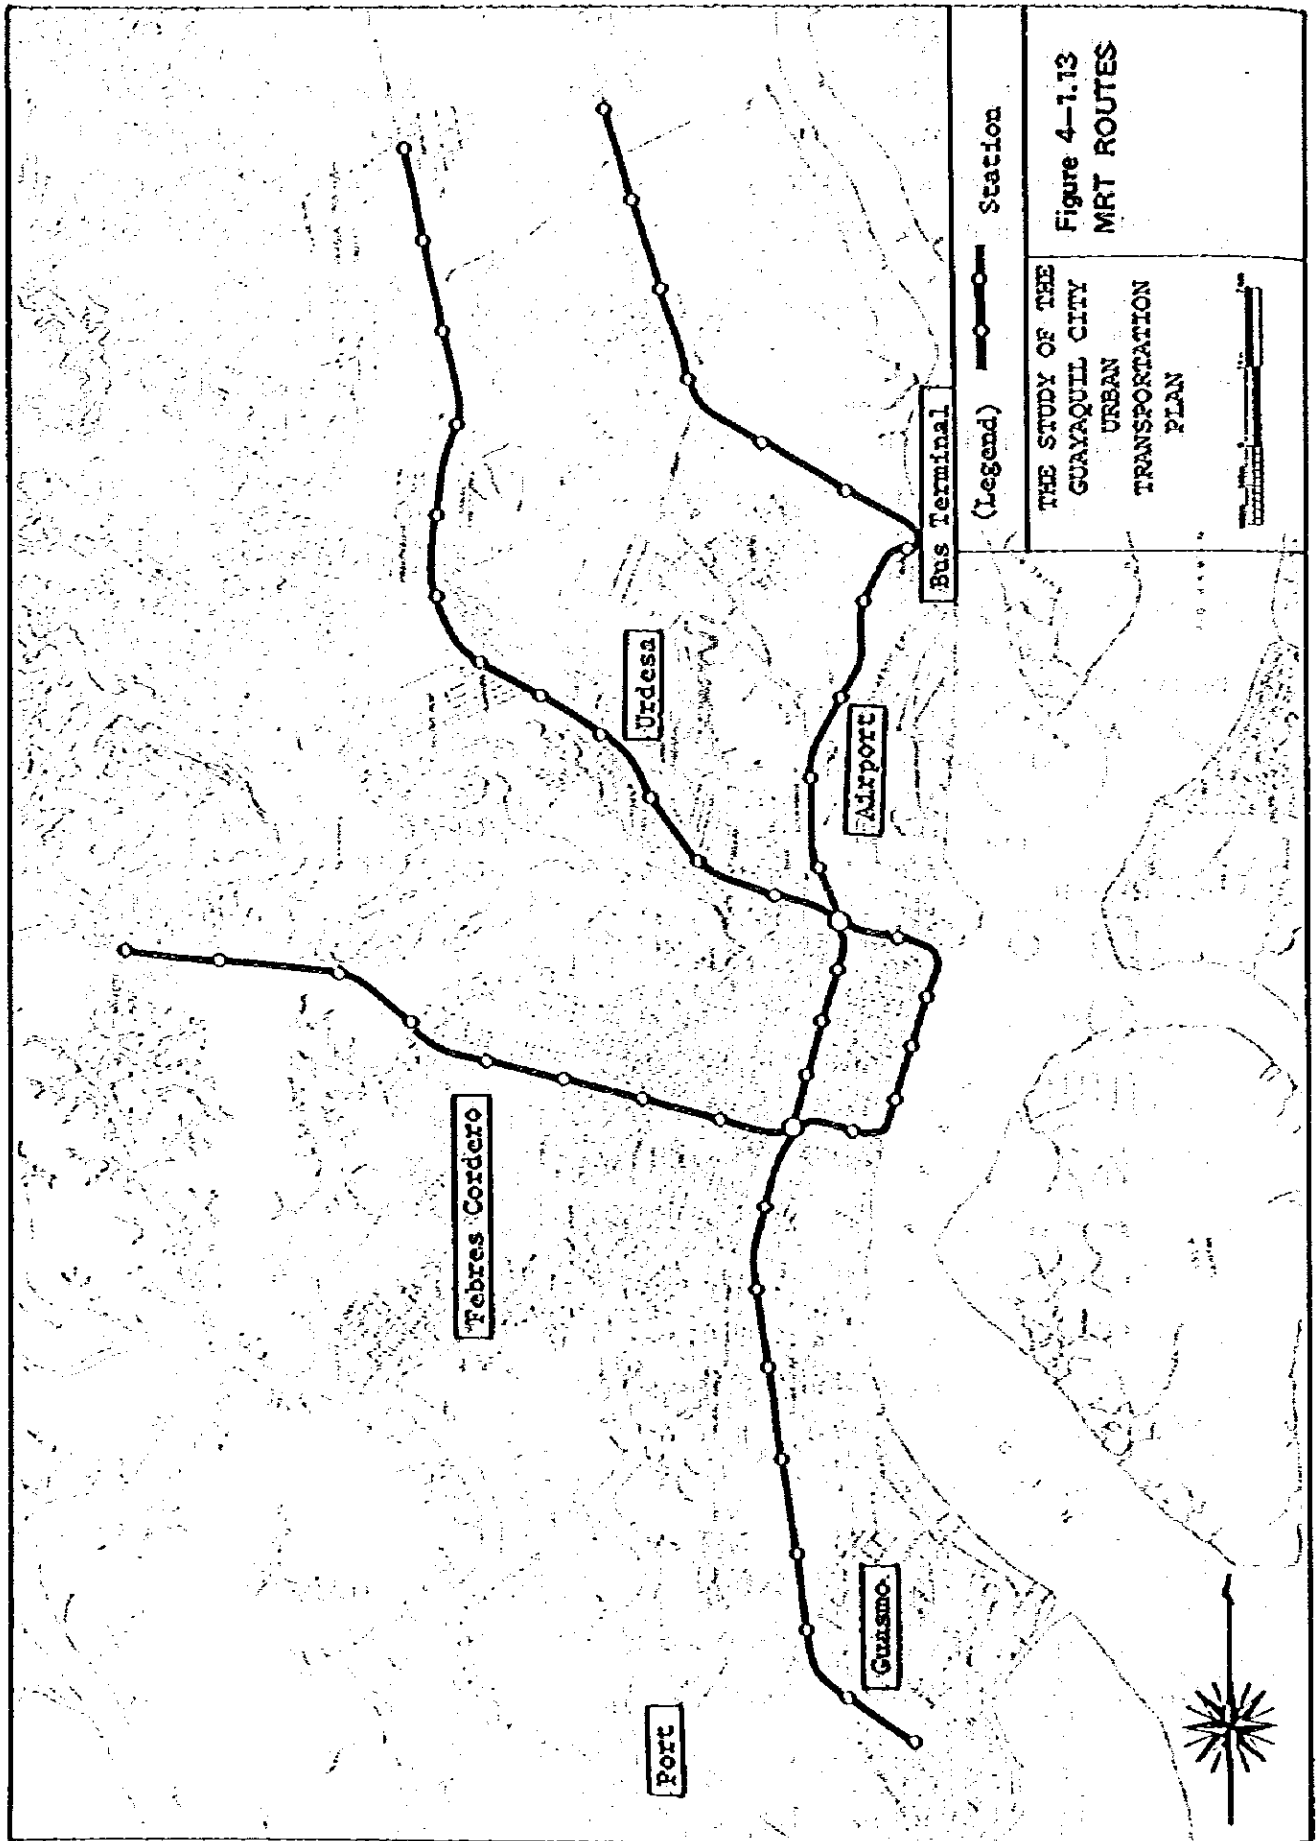 Febres Cordero
Urdesa
Airport
Bus Terminal
Port
Guasmo
(Legend)
Station
THE STUDY OF THE
GUAYAQUIL CITY
URBAN
TRANSPORTATION
PLAN
Figure 4-1.13
MRT ROUTES